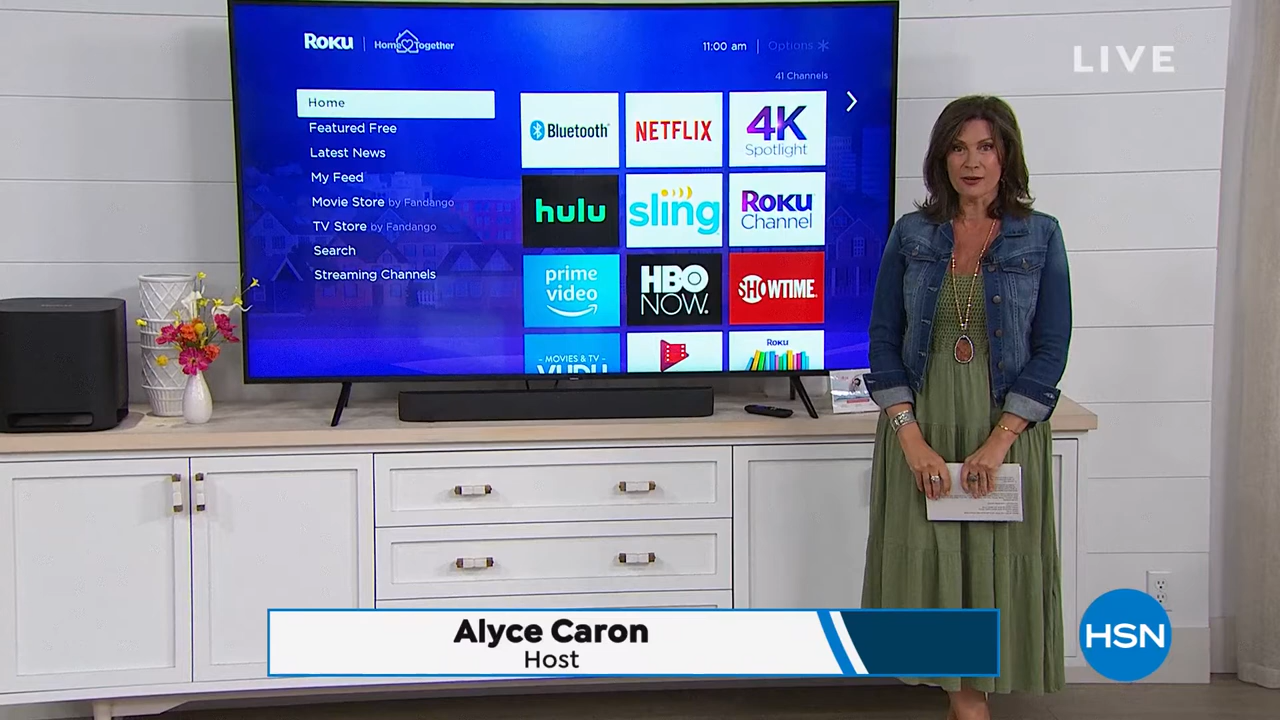 Roku
Home Together
11:00 am
Options
LIVE
41 Channels
Home
Featured Free
Latest News
My Feed
Movie Store by Fandango
TV Store by Fandango
Search
Streaming Channels
Bluetooth
NETFLIX
4K
Spotlight
hulu
sling
Roku
Channel
prime
video
HBO
NOW.
SHOWTIME
- MOVIES & TV -
VUDU
Roku
Alyce Caron
Host
HSN